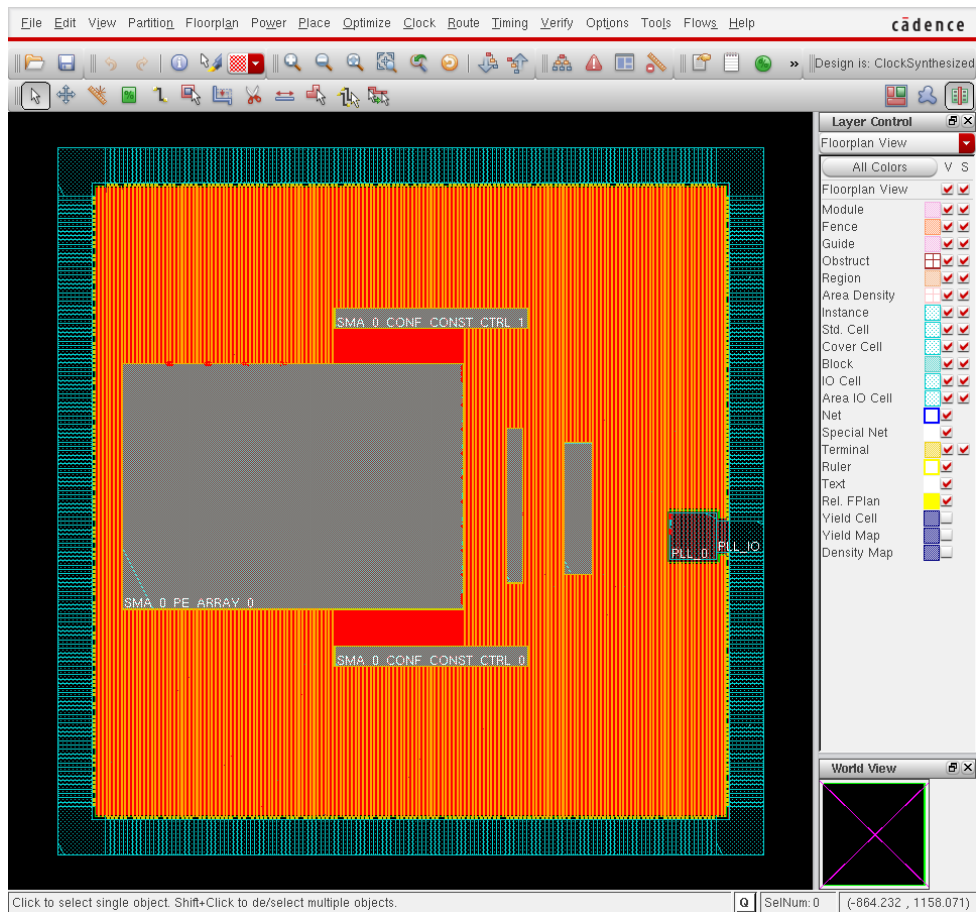 File Edit View Partition Floorplan Power Place Optimize Clock Route Timing Verify Options Tools Flows Help cādence
» Design is: ClockSynthesized
Layer Control
Floorplan View
All Colors V S
Floorplan View
Module
Fence
Guide
Obstruct
Region
Area Density
Instance
Std. Cell
Cover Cell
Block
IO Cell
Area IO Cell
Net
Special Net
Terminal
Ruler
Text
Rel. FPlan
Yield Cell
Yield Map
Density Map
SMA_0_CONF_CONST_CTRL_1
PLL_0 PLL_IO
SMA_0_PE_ARRAY_0
SMA_0_CONF_CONST_CTRL_0
World View
Click to select single object. Shift+Click to de/select multiple objects. Q SelNum: 0 (-864.232 , 1158.071)